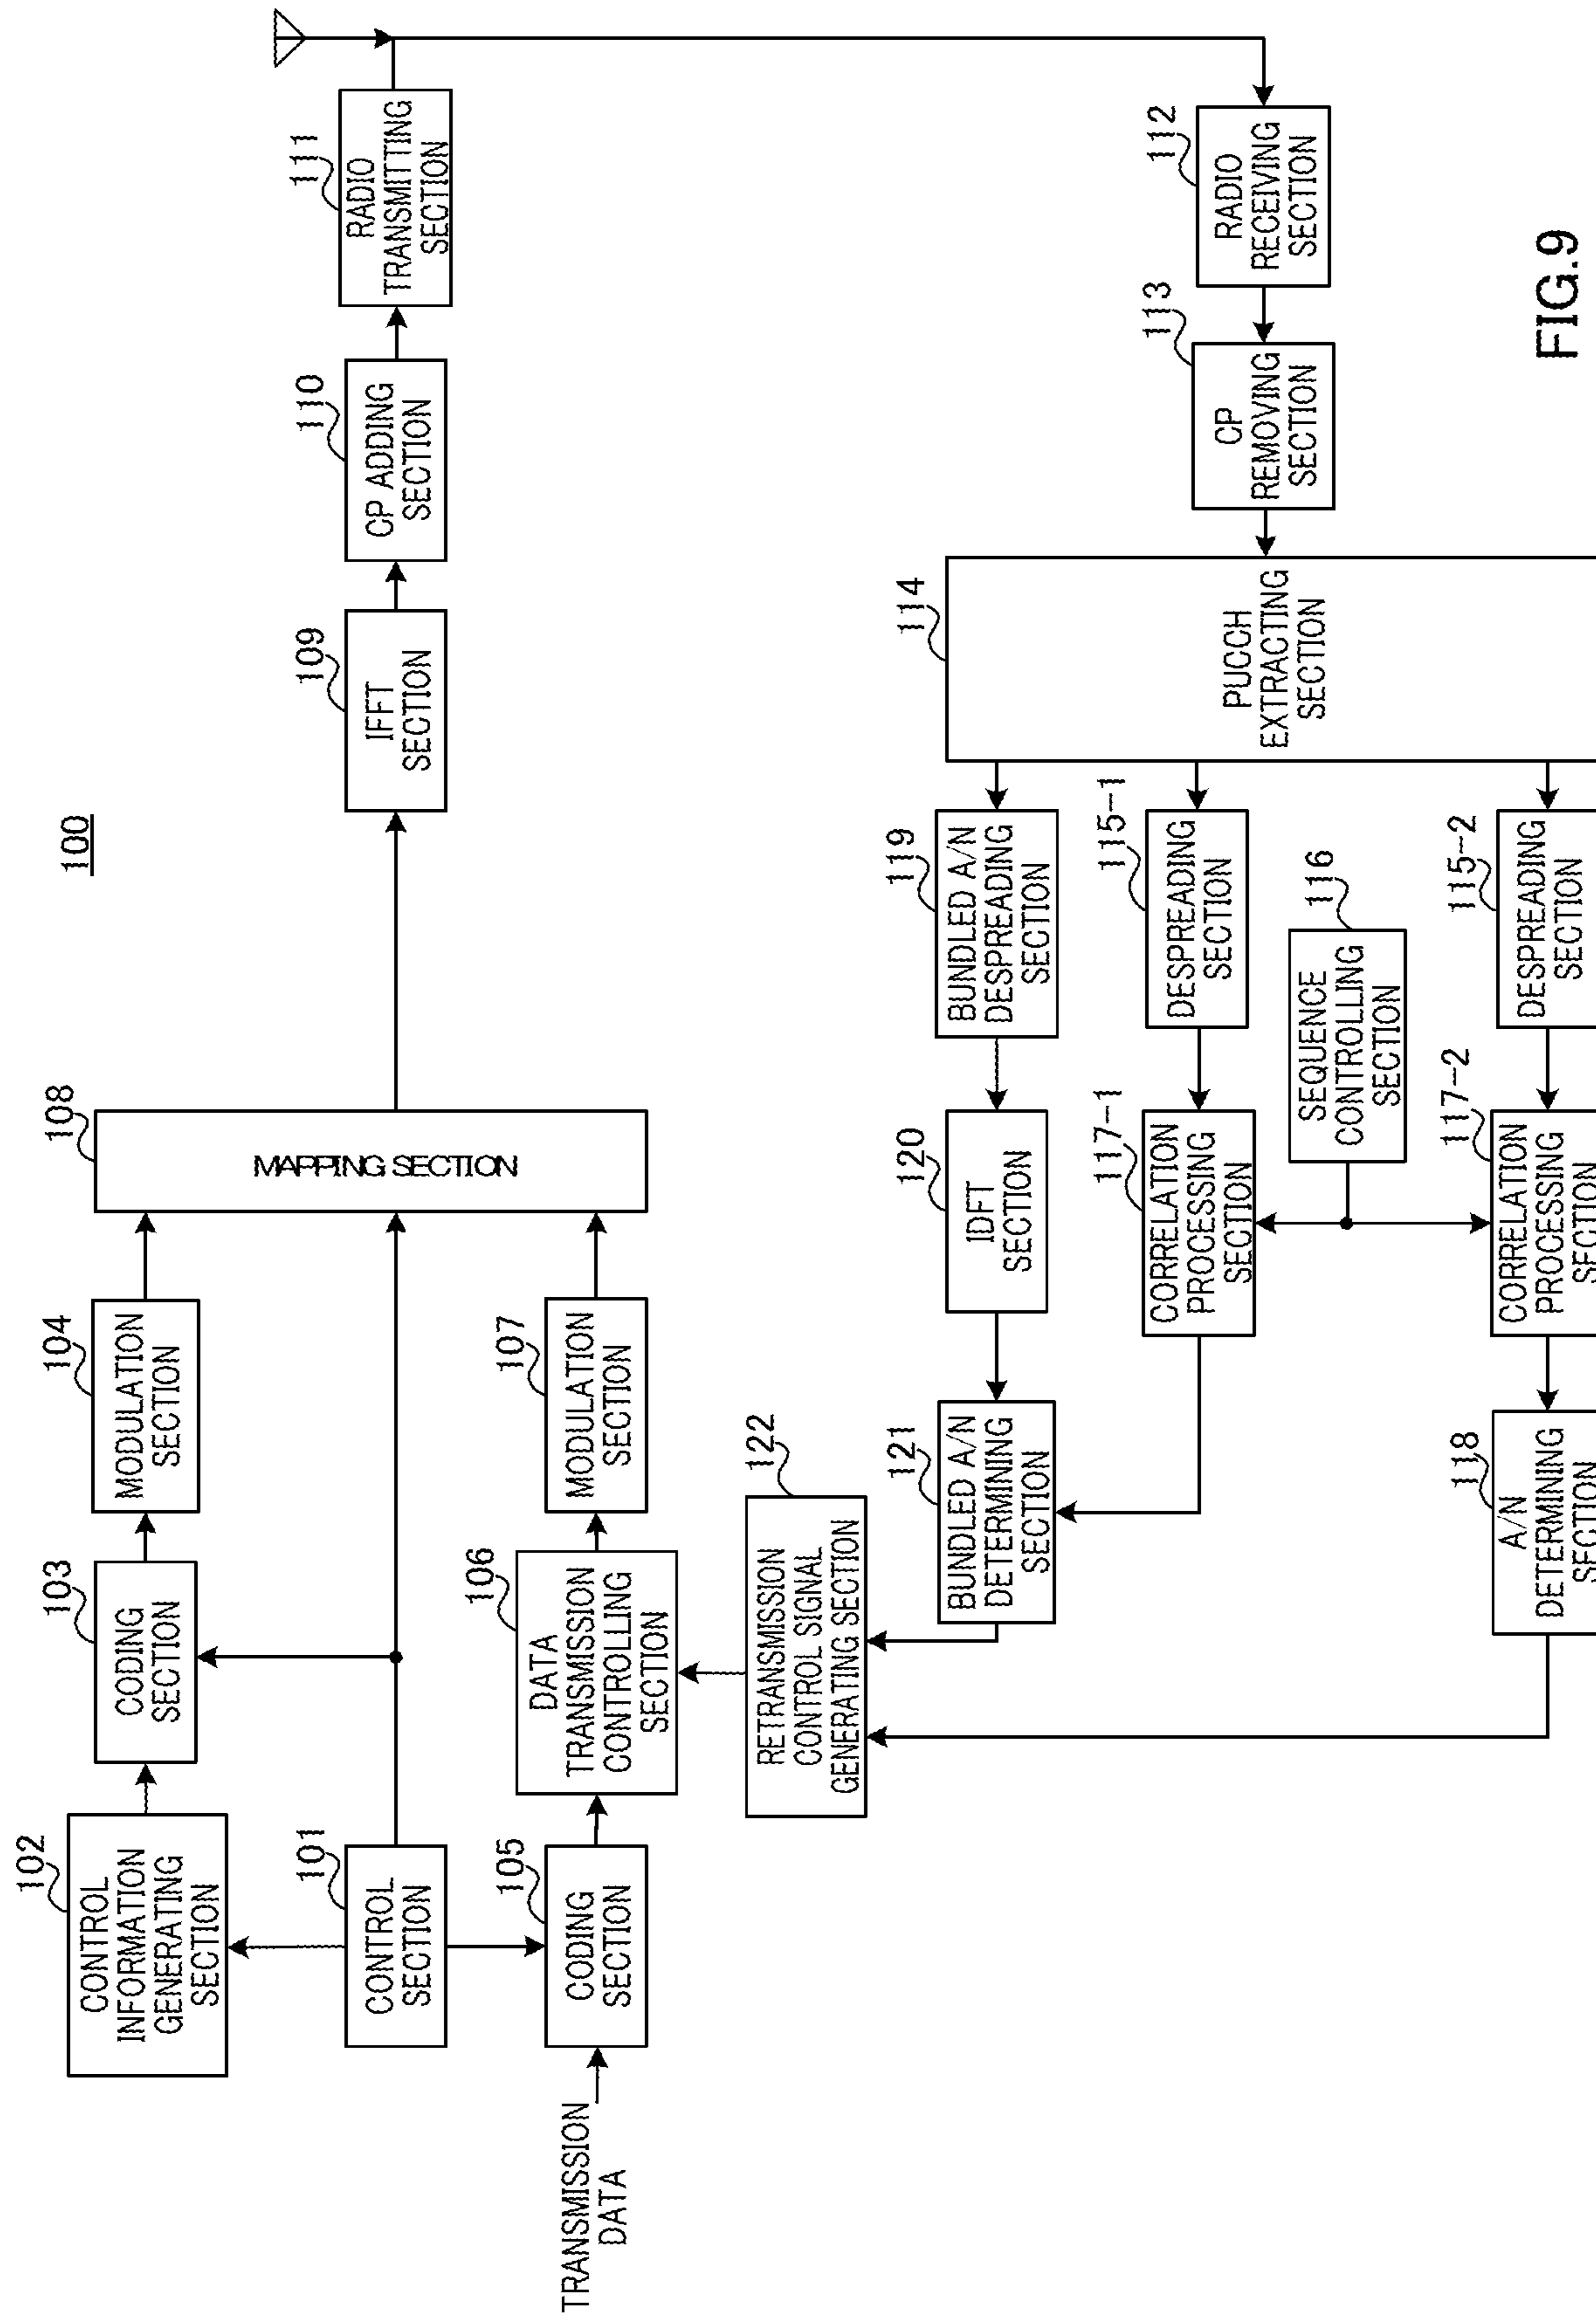 100
102
CONTROL
INFORMATION
GENERATING
SECTION
103
CODING
SECTION
104
MODULATION
SECTION
108
MAPPING SECTION
101
CONTROL
SECTION
109
IFFT
SECTION
110
CP ADDING
SECTION
111
RADIO
TRANSMITTING
SECTION
TRANSMISSION
DATA
105
CODING
SECTION
106
DATA
TRANSMISSION
CONTROLLING
SECTION
107
MODULATION
SECTION
122
RETRANSMISSION
CONTROL SIGNAL
GENERATING SECTION
121
BUNDLED A/N
DETERMINING
SECTION
120
IDFT
SECTION
119
BUNDLED A/N
DESPREADING
SECTION
114
PUCCH
EXTRACTING
SECTION
113
CP
REMOVING
SECTION
112
RADIO
RECEIVING
SECTION
117-1
CORRELATION
PROCESSING
SECTION
115-1
DESPREADING
SECTION
116
SEQUENCE
CONTROLLING
SECTION
118
A/N
DETERMINING
SECTION
117-2
CORRELATION
PROCESSING
SECTION
115-2
DESPREADING
SECTION
FIG.9